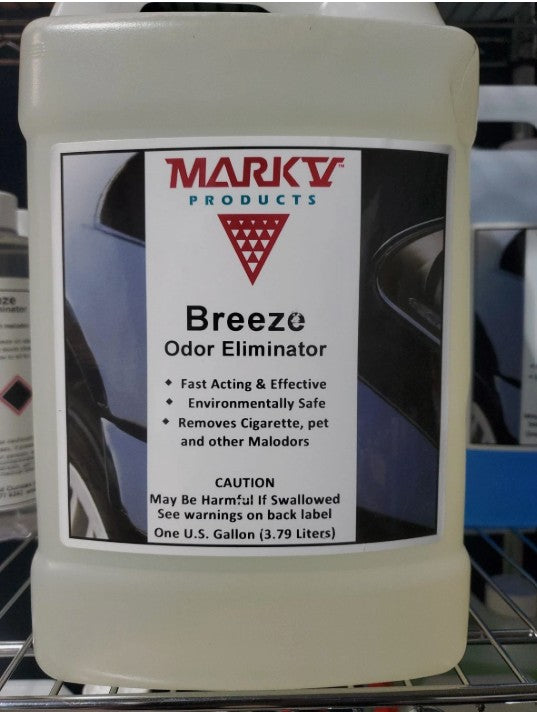 MARKV™
PRODUCTS
Breeze
Odor Eliminator
◆ Fast Acting & Effective
◆ Environmentally Safe
◆ Removes Cigarette, pet
and other Malodors
CAUTION
May Be Harmful If Swallowed
See warnings on back label
One U.S. Gallon (3.79 Liters)